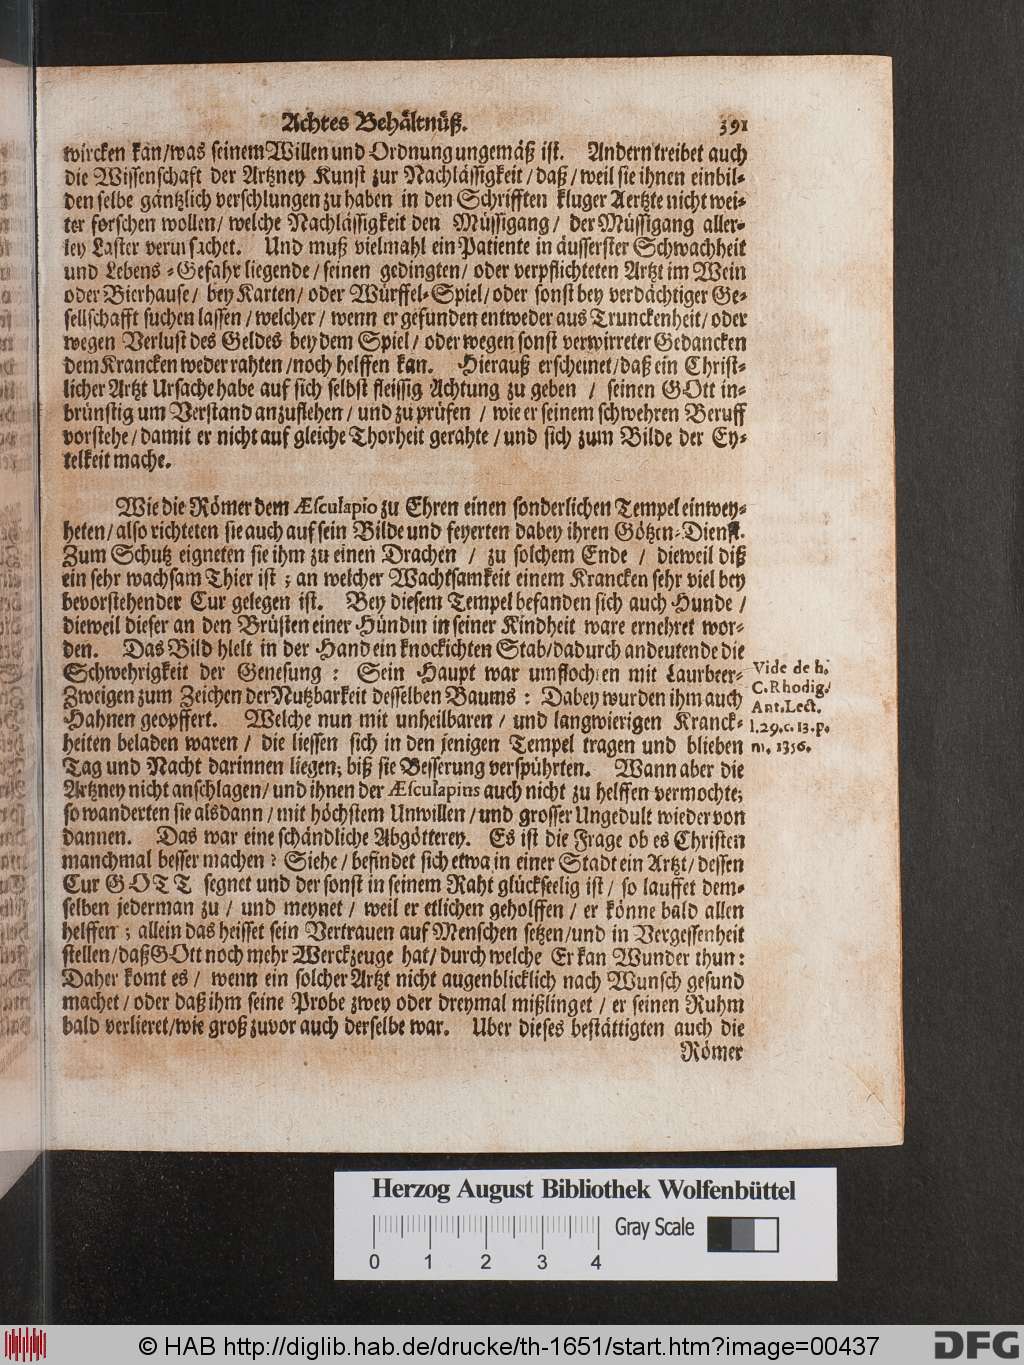 Achtes Behältnüß. 391
wircken kan/was seinem Willen und Ordnung ungemäß ist. Andern treibet auch
die Wissenschaft der Artzney Kunst zur Nachlässigkeit/daß/weil sie ihnen einbil-
den selbe gäntzlich verschlungen zu haben in den Schrifften kluger Aertzte nicht wei-
ter forschen wollen/welche Nachlässigkeit den Müssigang/ der Müssigang aller-
ley Laster verursachet. Und muß vielmahl ein Patiente in äusserster Schwachheit
und Lebens-Gefahr liegende/seinen gedingten/ oder verpflichteten Artzt im Wein
oder Bierhause/ bey Karten/ oder Würffel-Spiel/oder sonst bey verdächtiger Ge-
sellschafft suchen lassen/welcher/ wenn er gefunden entweder aus Trunckenheit/oder
wegen Verlust des Geldes bey dem Spiel/ oder wegen sonst verwirreter Gedancken
dem Krancken weder rahten/noch helffen kan. Hierauß erscheinet/daß ein Christ-
licher Artzt Ursache habe auf sich selbst fleissig Achtung zu geben / seinen GOtt in-
brünstig um Verstand anzuflehen/ und zu prüfen / wie er seinem schwehren Beruff
vorstehe/damit er nicht auf gleiche Thorheit gerahte/und sich zum Bilde der Ey-
telkeit mache.
Wie die Römer dem Æsculapio zu Ehren einen sonderlichen Tempel einwey-
heten/also richteten sie auch auf sein Bilde und feyerten dabey ihren Götzen-Dienst.
Zum Schutz eigneten sie ihm zu einen Drachen / zu solchem Ende / dieweil diß
ein sehr wachsam Thier ist ; an welcher Wachtsamkeit einem Krancken sehr viel bey
bevorstehender Cur gelegen ist. Bey diesem Tempel befanden sich auch Hunde /
dieweil dieser an den Brüsten einer Hündin in seiner Kindheit ware ernehret wor-
den. Das Bild hielt in der Hand ein knockichten Stab/dadurch andeutende die
Schwehrigkeit der Genesung : Sein Haupt war umflochten mit Laurbeer-
Zweigen zum Zeichen der Nutzbarkeit desselben Baums : Dabey wurden ihm auch
Hahnen geopffert. Welche nun mit unheilbaren / und langwierigen Kranck-
heiten beladen waren/ die liessen sich in den jenigen Tempel tragen und blieben
Tag und Nacht darinnen liegen; biß sie Besserung verspührten. Wann aber die
Artzney nicht anschlagen/und ihnen der Æsculapius auch nicht zu helffen vermochte;
so wanderten sie alsdann/mit höchstem Unwillen/und grosser Ungedult wieder von
dannen. Das war eine schändliche Abgötterey. Es ist die Frage ob es Christen
manchmal besser machen? Siehe/befindet sich etwa in einer Stadt ein Artzt/dessen
Cur GOTT segnet und der sonst in seinem Raht glückseelig ist/ so lauffet dem-
selben jederman zu / und meynet / weil er etlichen geholffen/ er könne bald allen
helffen ; allein das heisset sein Vertrauen auf Menschen setzen/und in Vergessenheit
stellen/daß GOtt noch mehr Werckzeuge hat/durch welche Er kan Wunder thun:
Daher komt es/ wenn ein solcher Artzt nicht augenblicklich nach Wunsch gesund
machet/oder daß ihm seine Probe zwey oder dreymal mißlinget/ er seinen Ruhm
bald verlieret/wie groß zuvor auch derselbe war. Uber dieses bestättigten auch die
Römer
Vide de h.
C. Rhodig.
Ant. Lect.
l. 29. c. 13. p.
m. 1356.
Herzog August Bibliothek Wolfenbüttel
0 1 2 3 4
Gray Scale
© HAB http://diglib.hab.de/drucke/th-1651/start.htm?image=00437
DFG